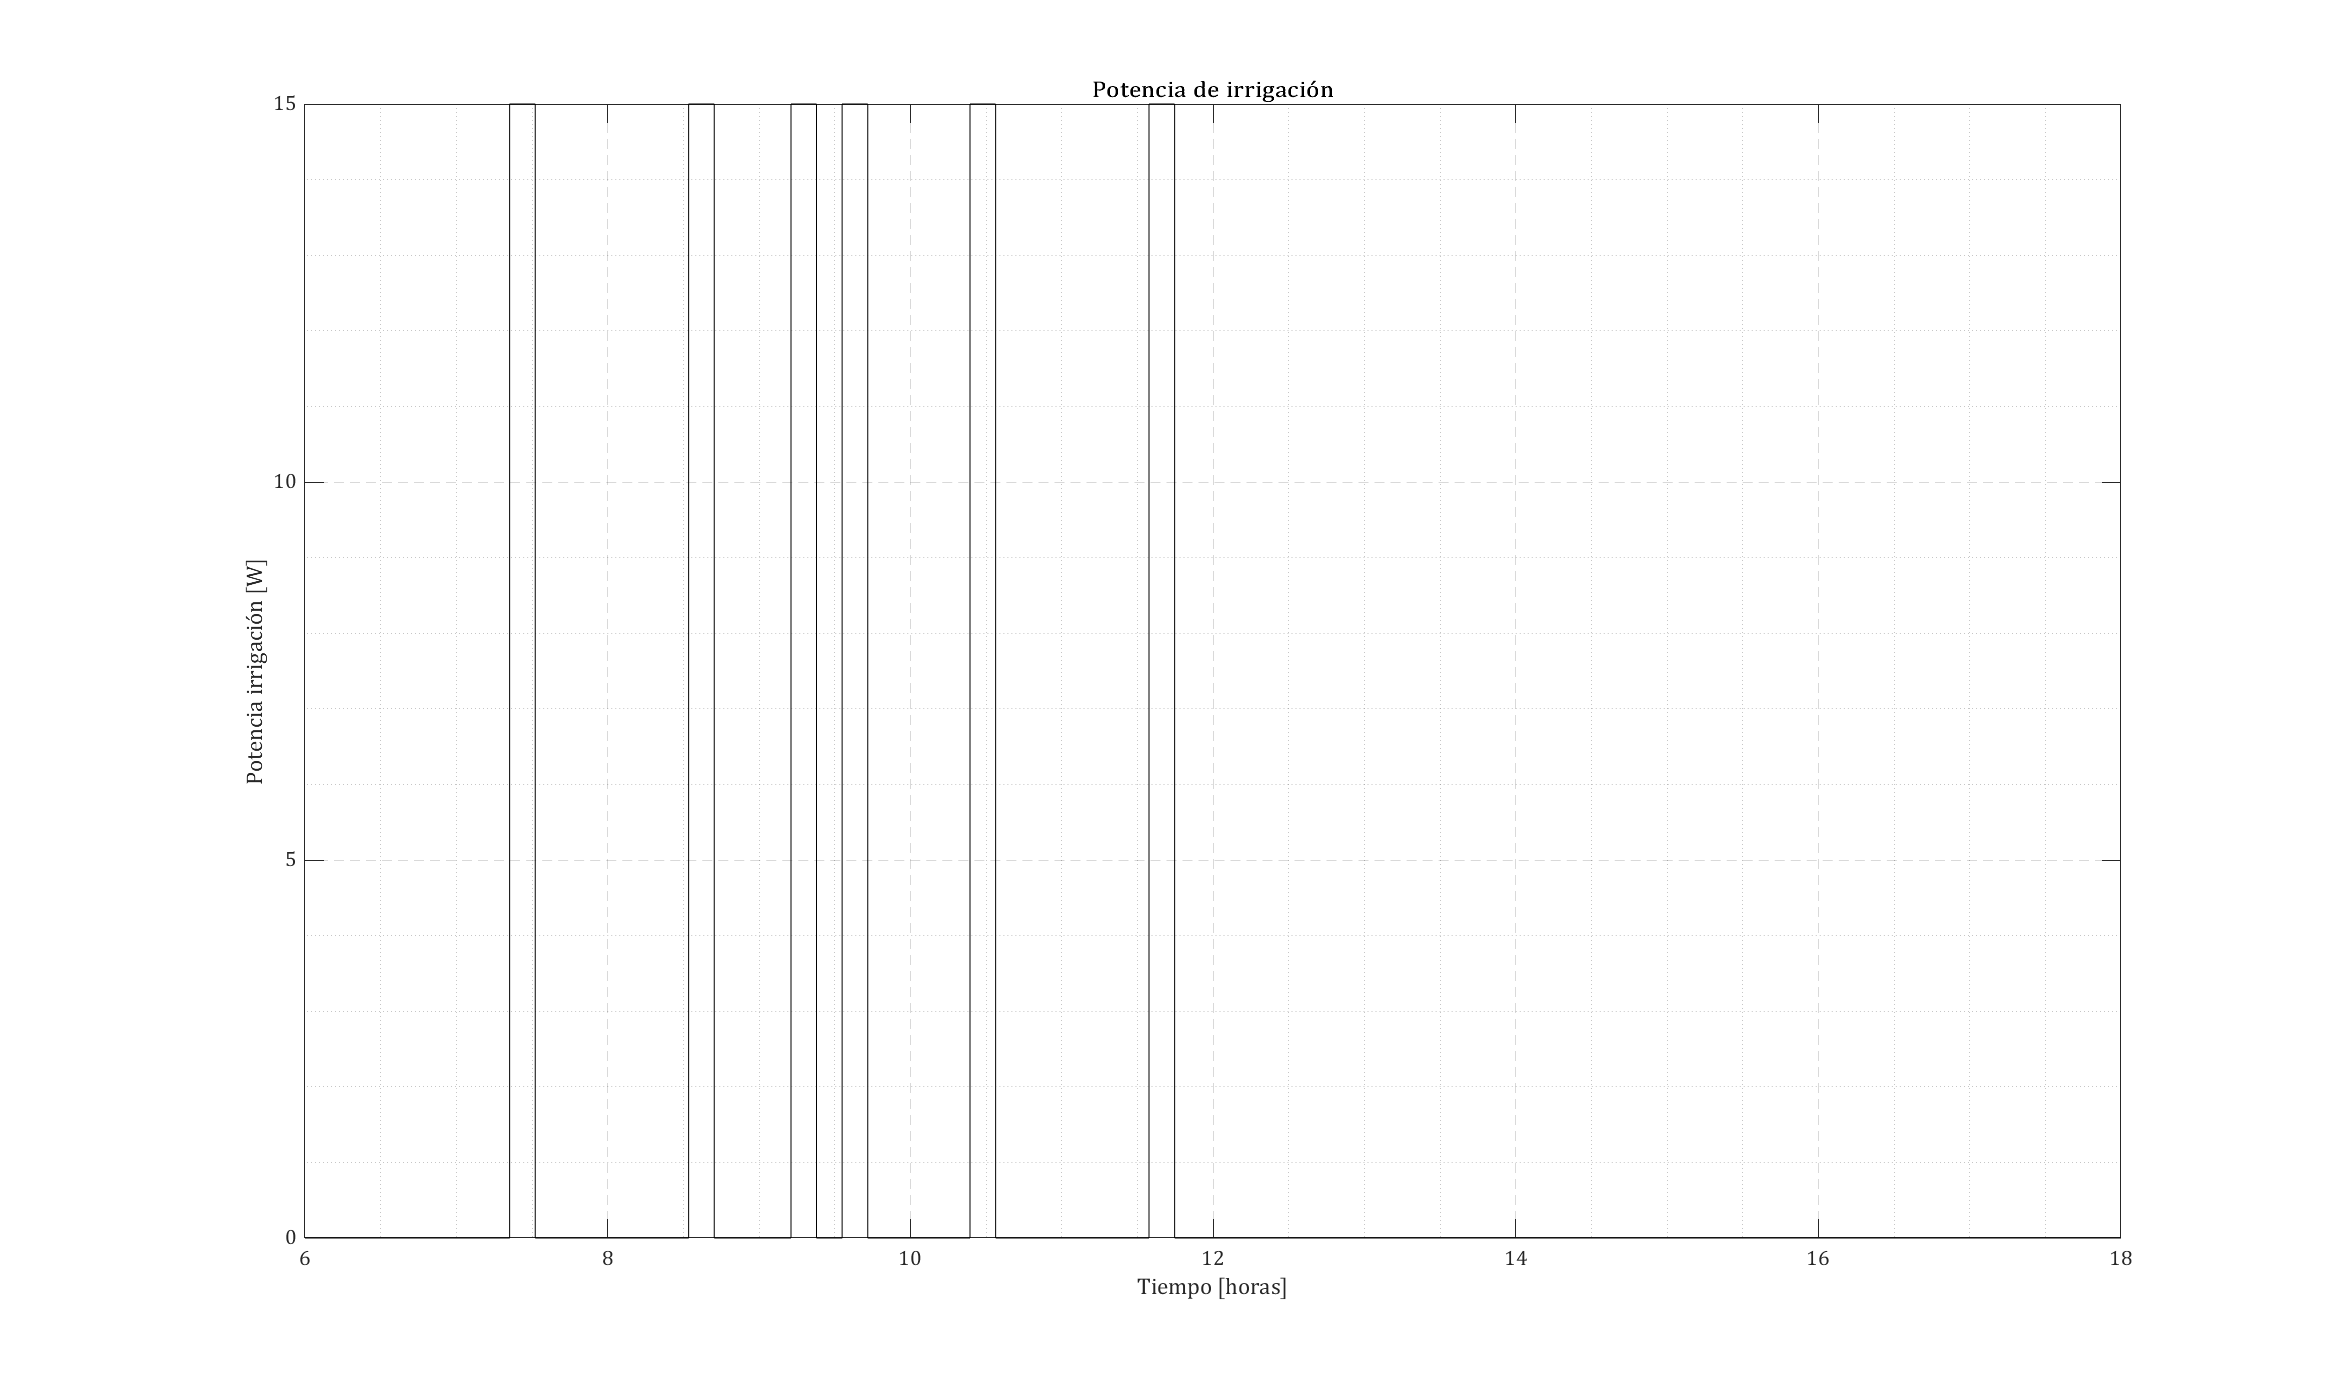 Potencia de irrigación
15
10
5
0
Potencia irrigación [W]
6 8 10 12 14 16 18
Tiempo [horas]